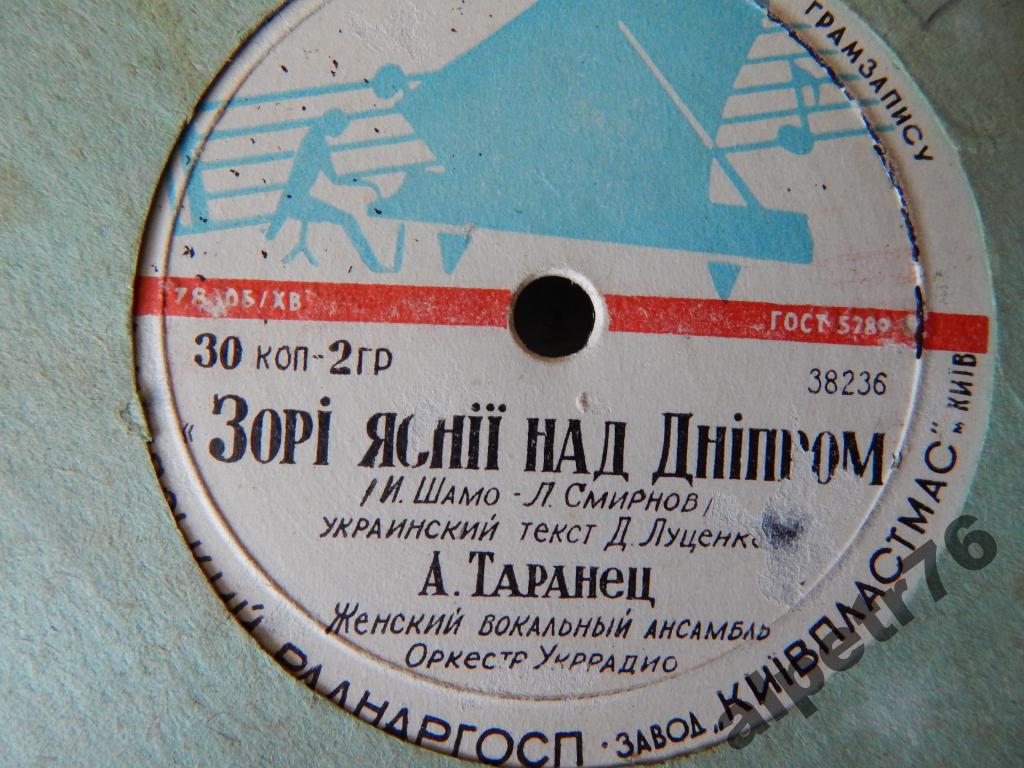 ГРАМЗАПИСУ
78 ОБ/ХВ
ГОСТ 5289
30 КОП-2ГР
38236
"ЗОРІ ЯСНІЇ НАД ДНІПРОМ
/И. ШАМО - Л. СМИРНОВ/
УКРАИНСКИЙ ТЕКСТ Д. ЛУЦЕНКО
А. ТАРАНЕЦ
ЖЕНСКИЙ ВОКАЛЬНЫЙ АНСАМБЛЬ
ОРКЕСТР УКРРАДИО
РАДНАРГОСП · ЗАВОД „КИЇВПЛАСТМАС" „КИЇВ
alpetr76